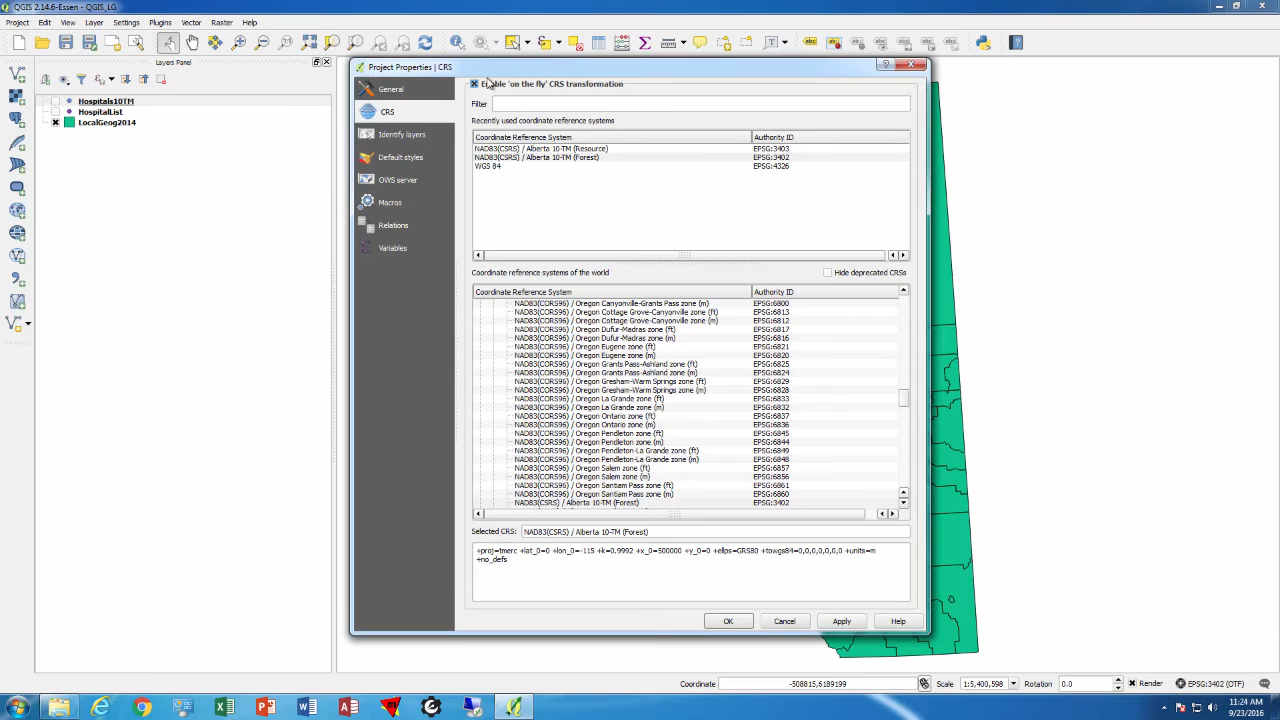 QGIS 2.14.6-Essen - QGIS_LG
Project Edit View Layer Settings Plugins Vector Raster Help
Layers Panel
Hospitals10TM
HospitalList
LocalGeog2014
Project Properties | CRS
General
CRS
Identify layers
Default styles
OWS server
Macros
Relations
Variables
Enable 'on the fly' CRS transformation
Filter
Recently used coordinate reference systems
Coordinate Reference System Authority ID
NAD83(CSRS) / Alberta 10-TM (Resource) EPSG:3403
NAD83(CSRS) / Alberta 10-TM (Forest) EPSG:3402
WGS 84 EPSG:4326
Coordinate reference systems of the world Hide deprecated CRSs
Coordinate Reference System Authority ID
NAD83(CORS96) / Oregon Canyonville-Grants Pass zone (m) EPSG:6800
NAD83(CORS96) / Oregon Cottage Grove-Canyonville zone (ft) EPSG:6813
NAD83(CORS96) / Oregon Cottage Grove-Canyonville zone (m) EPSG:6812
NAD83(CORS96) / Oregon Dufur-Madras zone (ft) EPSG:6817
NAD83(CORS96) / Oregon Dufur-Madras zone (m) EPSG:6816
NAD83(CORS96) / Oregon Eugene zone (ft) EPSG:6821
NAD83(CORS96) / Oregon Eugene zone (m) EPSG:6820
NAD83(CORS96) / Oregon Grants Pass-Ashland zone (ft) EPSG:6825
NAD83(CORS96) / Oregon Grants Pass-Ashland zone (m) EPSG:6824
NAD83(CORS96) / Oregon Gresham-Warm Springs zone (ft) EPSG:6829
NAD83(CORS96) / Oregon Gresham-Warm Springs zone (m) EPSG:6828
NAD83(CORS96) / Oregon La Grande zone (ft) EPSG:6833
NAD83(CORS96) / Oregon La Grande zone (m) EPSG:6832
NAD83(CORS96) / Oregon Ontario zone (ft) EPSG:6837
NAD83(CORS96) / Oregon Ontario zone (m) EPSG:6836
NAD83(CORS96) / Oregon Pendleton zone (ft) EPSG:6845
NAD83(CORS96) / Oregon Pendleton zone (m) EPSG:6844
NAD83(CORS96) / Oregon Pendleton-La Grande zone (ft) EPSG:6849
NAD83(CORS96) / Oregon Pendleton-La Grande zone (m) EPSG:6848
NAD83(CORS96) / Oregon Salem zone (ft) EPSG:6857
NAD83(CORS96) / Oregon Salem zone (m) EPSG:6856
NAD83(CORS96) / Oregon Santiam Pass zone (ft) EPSG:6861
NAD83(CORS96) / Oregon Santiam Pass zone (m) EPSG:6860
NAD83(CSRS) / Alberta 10-TM (Forest) EPSG:3402
Selected CRS: NAD83(CSRS) / Alberta 10-TM (Forest)
+proj=tmerc +lat_0=0 +lon_0=-115 +k=0.9992 +x_0=500000 +y_0=0 +ellps=GRS80 +towgs84=0,0,0,0,0,0,0 +units=m
+no_defs
OK Cancel Apply Help
Coordinate -508815,6189199 Scale 1:5,400,598 Rotation 0.0 Render EPSG:3402 (OTF)
11:24 AM
9/23/2016